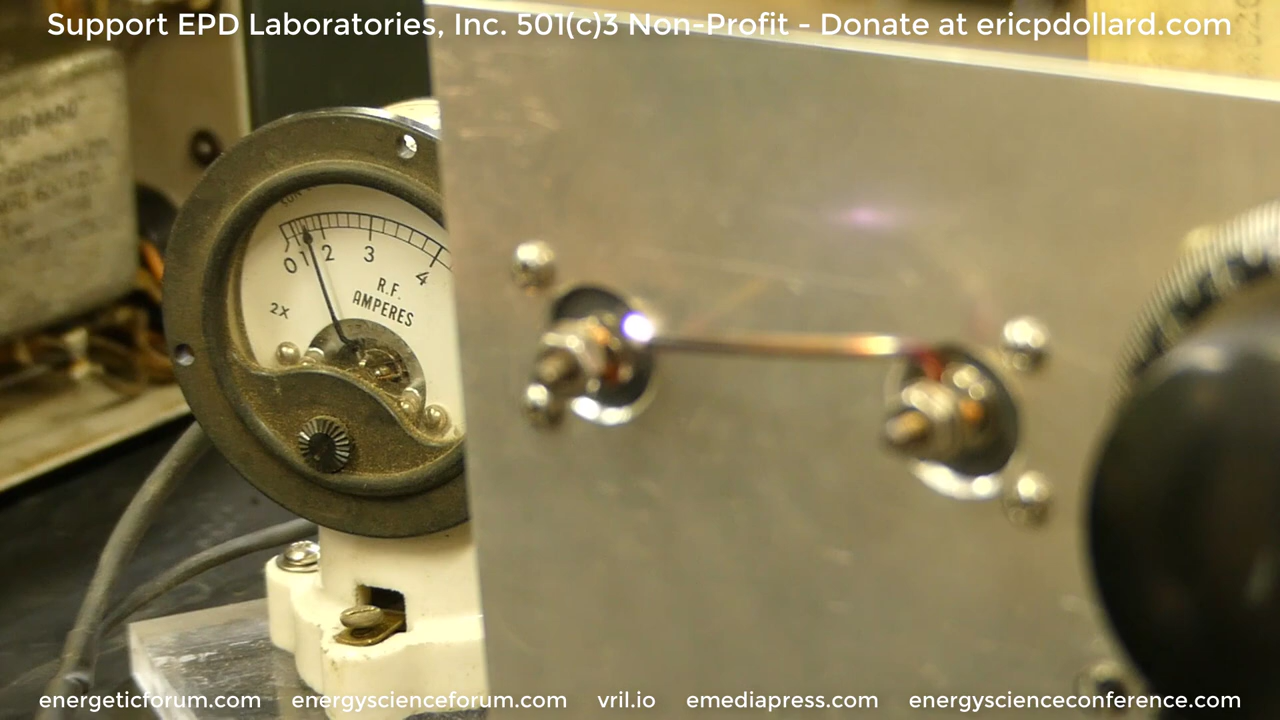 Support EPD Laboratories, Inc. 501(c)3 Non-Profit - Donate at ericpdollard.com
0 1 2 3 4
R.F.
AMPERES
2X
energeticforum.com energyscienceforum.com vril.io emediapress.com energyscienceconference.com